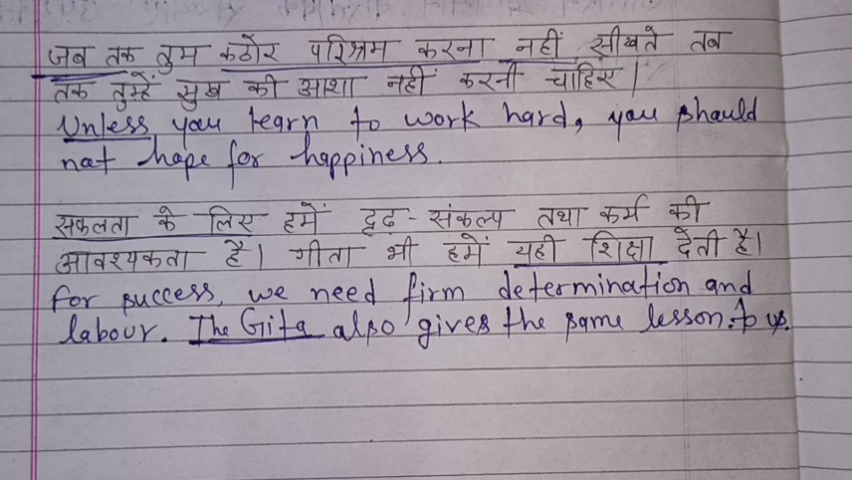 जब तक तुम कठोर परिश्रम करना नहीं सीखते तब
तक तुम्हें सुख की आशा नहीं करनी चाहिए।
Unless you learn to work hard, you should
not hope for happiness.
सफलता के लिए हमें दृढ़-संकल्प तथा कर्म की
आवश्यकता है। गीता भी हमें यही शिक्षा देती है।
For success, we need firm determination and
labour. The Gita also gives the same lesson. to us.